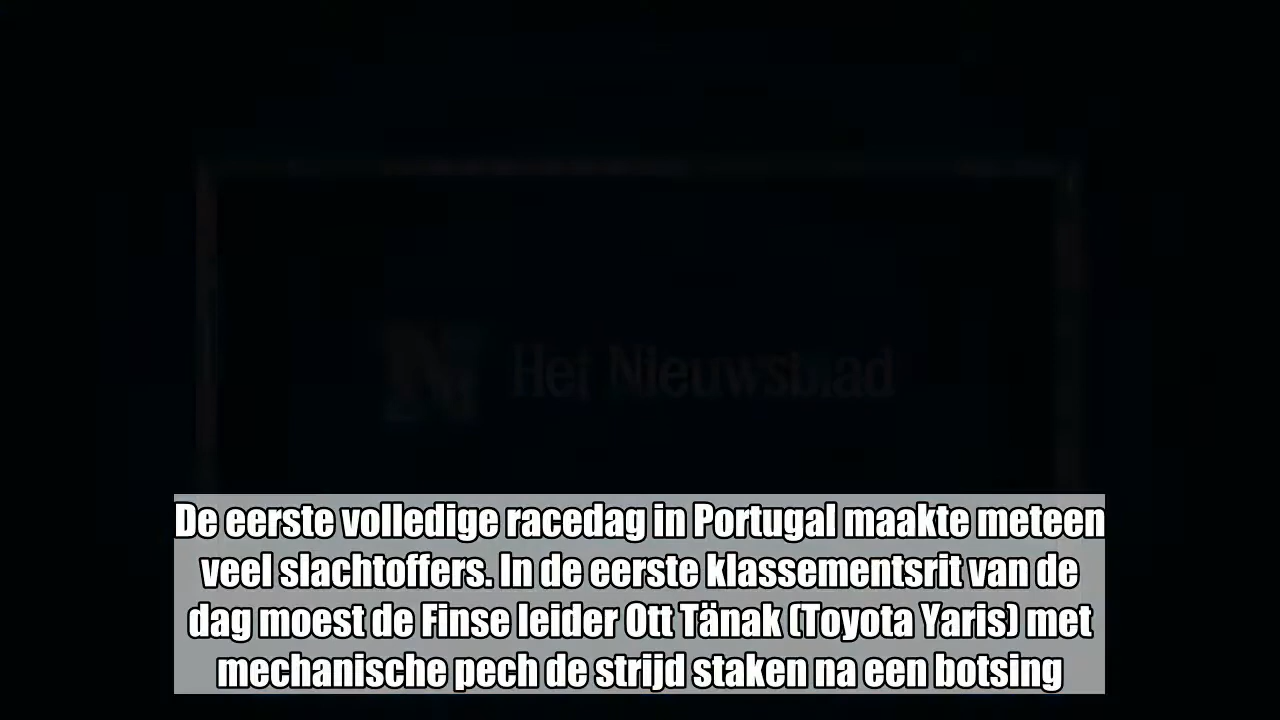 Het Nieuwsblad
De eerste volledige racedag in Portugal maakte meteen
veel slachtoffers. In de eerste klassementsrit van de
dag moest de Finse leider Ott Tänak (Toyota Yaris) met
mechanische pech de strijd staken na een botsing